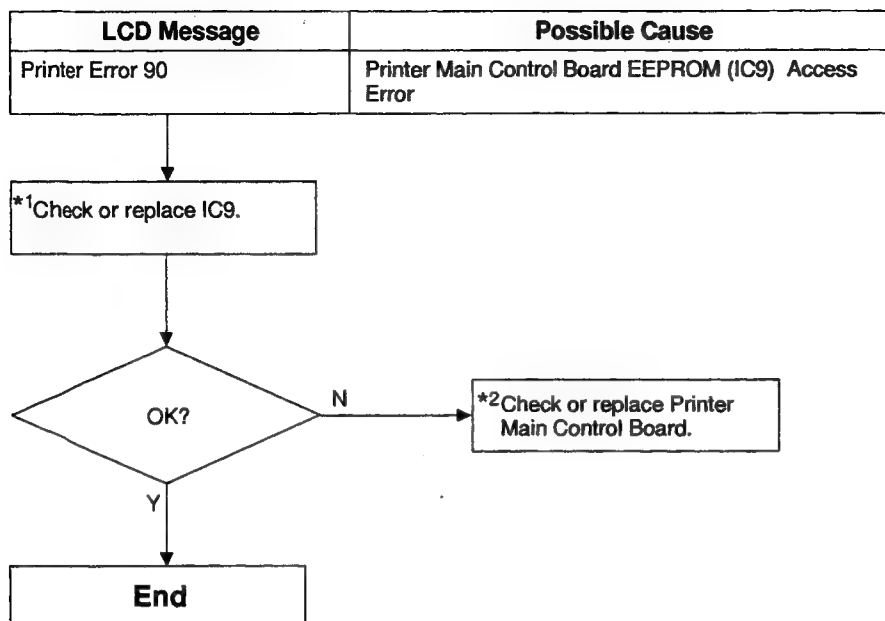 LCD Message
Possible Cause
Printer Error 90
Printer Main Control Board EEPROM (IC9) Access
Error
*1Check or replace IC9.
OK?
N
*2Check or replace Printer
Main Control Board.
Y
End